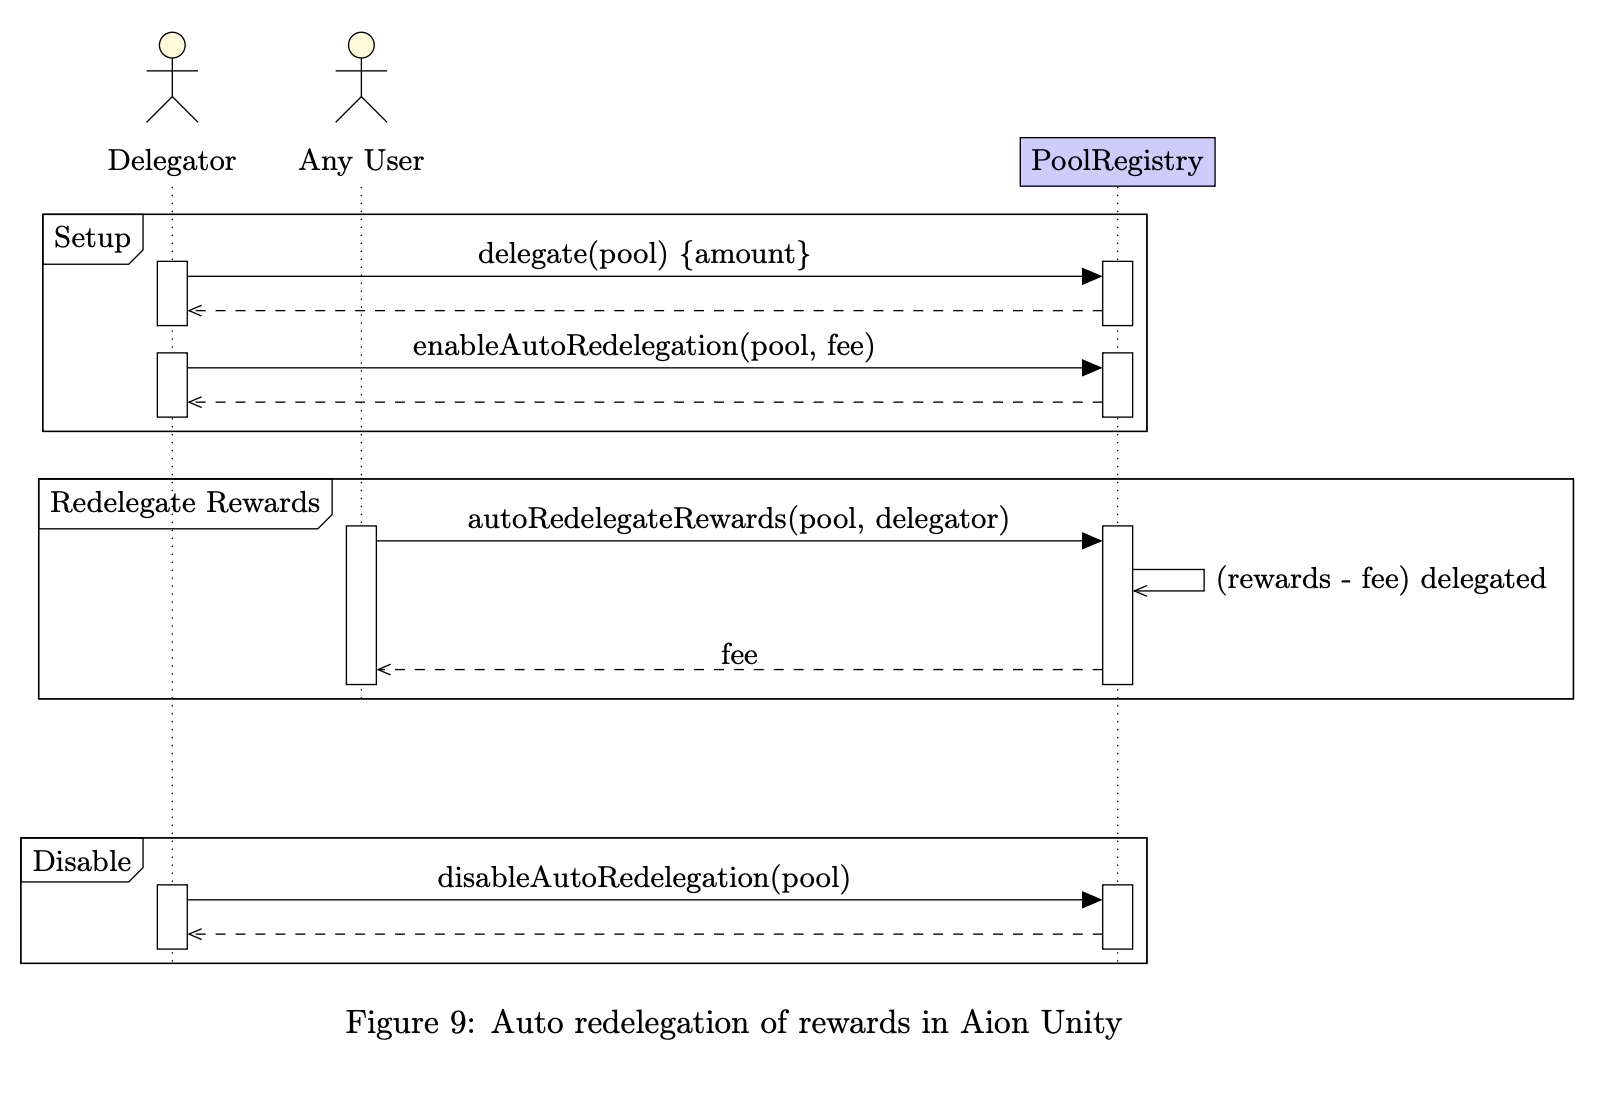 Delegator
Any User
PoolRegistry
Setup
delegate(pool) {amount}
enableAutoRedelegation(pool, fee)
Redelegate Rewards
autoRedelegateRewards(pool, delegator)
(rewards - fee) delegated
fee
Disable
disableAutoRedelegation(pool)
Figure 9: Auto redelegation of rewards in Aion Unity